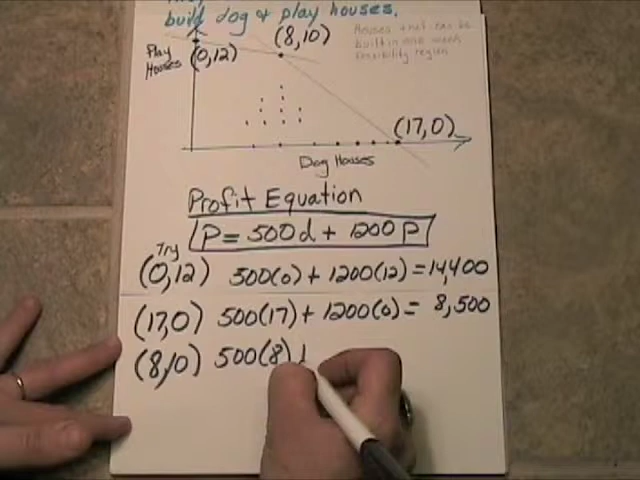 They
build dog & play houses.
Play
Houses
(0,12)
(8,10)
Houses that can be
built in one week
feasibility region
(17,0)
Dog Houses
Profit Equation
P = 500d + 1200p
Try
(0,12) 500(0) + 1200(12) = 14,400
(17,0) 500(17) + 1200(0) = 8,500
(8,10) 500(8)